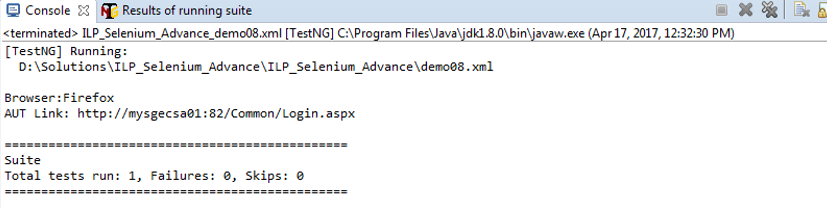 Console Results of running suite
<terminated> ILP_Selenium_Advance_demo08.xml [TestNG] C:\Program Files\Java\jdk1.8.0\bin\javaw.exe (Apr 17, 2017, 12:32:30 PM)
[TestNG] Running:
D:\Solutions\ILP_Selenium_Advance\ILP_Selenium_Advance\demo08.xml
Browser:Firefox
AUT Link: http://mysgecsa01:82/Common/Login.aspx
===============================================
Suite
Total tests run: 1, Failures: 0, Skips: 0
===============================================